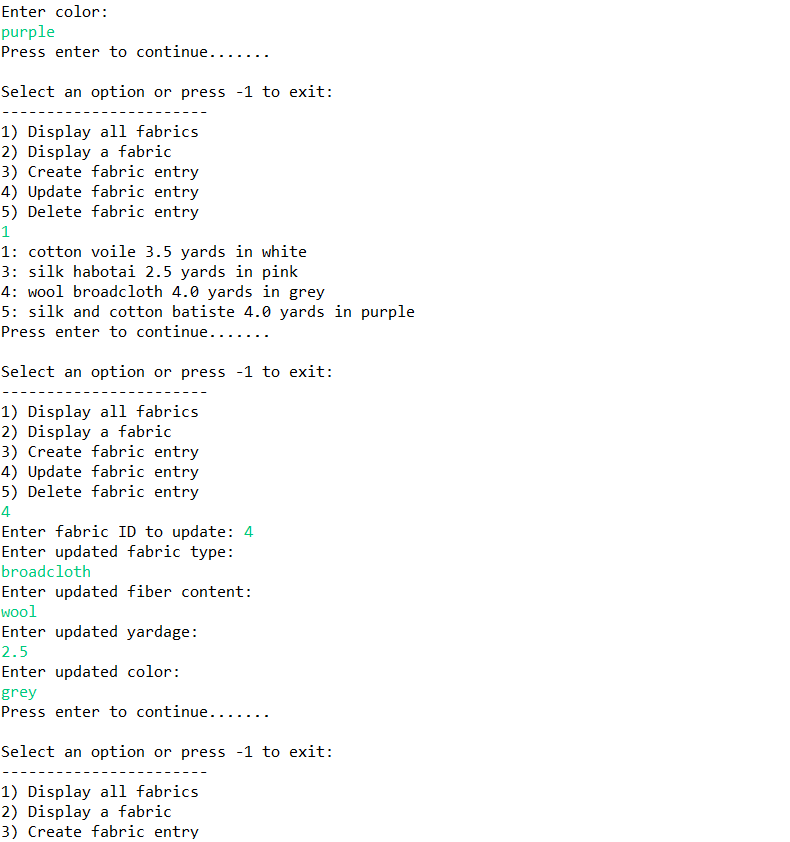 Enter color:
purple
Press enter to continue.......
Select an option or press -1 to exit:
-----------------------
1) Display all fabrics
2) Display a fabric
3) Create fabric entry
4) Update fabric entry
5) Delete fabric entry
1
1: cotton voile 3.5 yards in white
3: silk habotai 2.5 yards in pink
4: wool broadcloth 4.0 yards in grey
5: silk and cotton batiste 4.0 yards in purple
Press enter to continue.......
Select an option or press -1 to exit:
-----------------------
1) Display all fabrics
2) Display a fabric
3) Create fabric entry
4) Update fabric entry
5) Delete fabric entry
4
Enter fabric ID to update: 4
Enter updated fabric type:
broadcloth
Enter updated fiber content:
wool
Enter updated yardage:
2.5
Enter updated color:
grey
Press enter to continue.......
Select an option or press -1 to exit:
-----------------------
1) Display all fabrics
2) Display a fabric
3) Create fabric entry